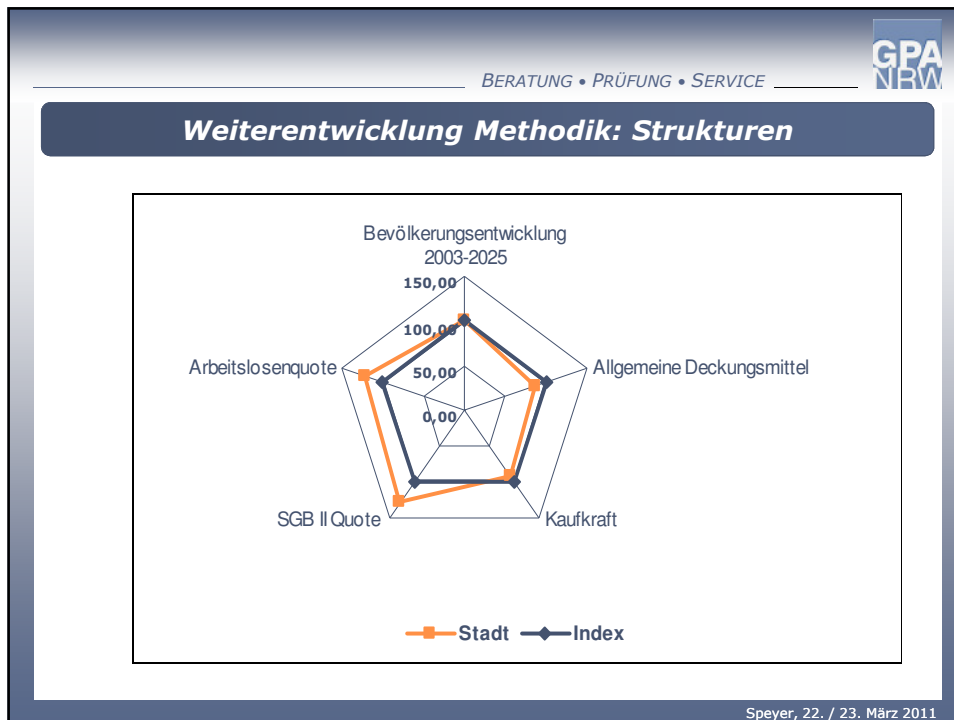 GPA
NRW
BERATUNG • PRÜFUNG • SERVICE
Weiterentwicklung Methodik: Strukturen
Bevölkerungsentwicklung
2003-2025
150,00
100,00
50,00
0,00
Arbeitslosenquote
Allgemeine Deckungsmittel
SGB II Quote
Kaufkraft
Stadt
Index
Speyer, 22. / 23. März 2011